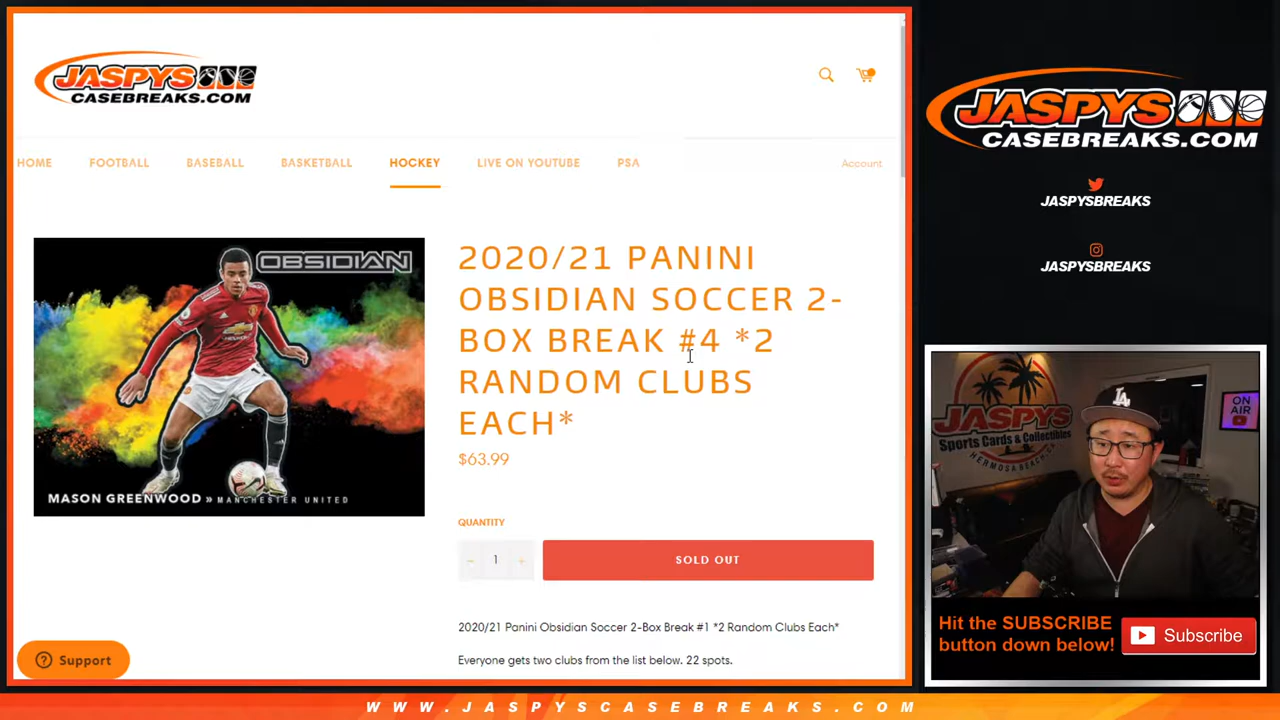 JASPYS
CASEBREAKS.COM
HOME
FOOTBALL
BASEBALL
BASKETBALL
HOCKEY
LIVE ON YOUTUBE
PSA
Account
OBSIDIAN
MASON GREENWOOD » MANCHESTER UNITED
2020/21 PANINI
OBSIDIAN SOCCER 2-
BOX BREAK #4 *2
RANDOM CLUBS
EACH*
$63.99
QUANTITY
− 1 +
SOLD OUT
2020/21 Panini Obsidian Soccer 2-Box Break #1 *2 Random Clubs Each*
Everyone gets two clubs from the list below. 22 spots.
Support
JASPYS
CASEBREAKS.COM
JASPYSBREAKS
JASPYSBREAKS
JASPYS
Sports Cards & Collectibles
HERMOSA BEACH, CA
ON
AIR
LA
Hit the SUBSCRIBE
button down below!
Subscribe
WWW.JASPYSCASEBREAKS.COM